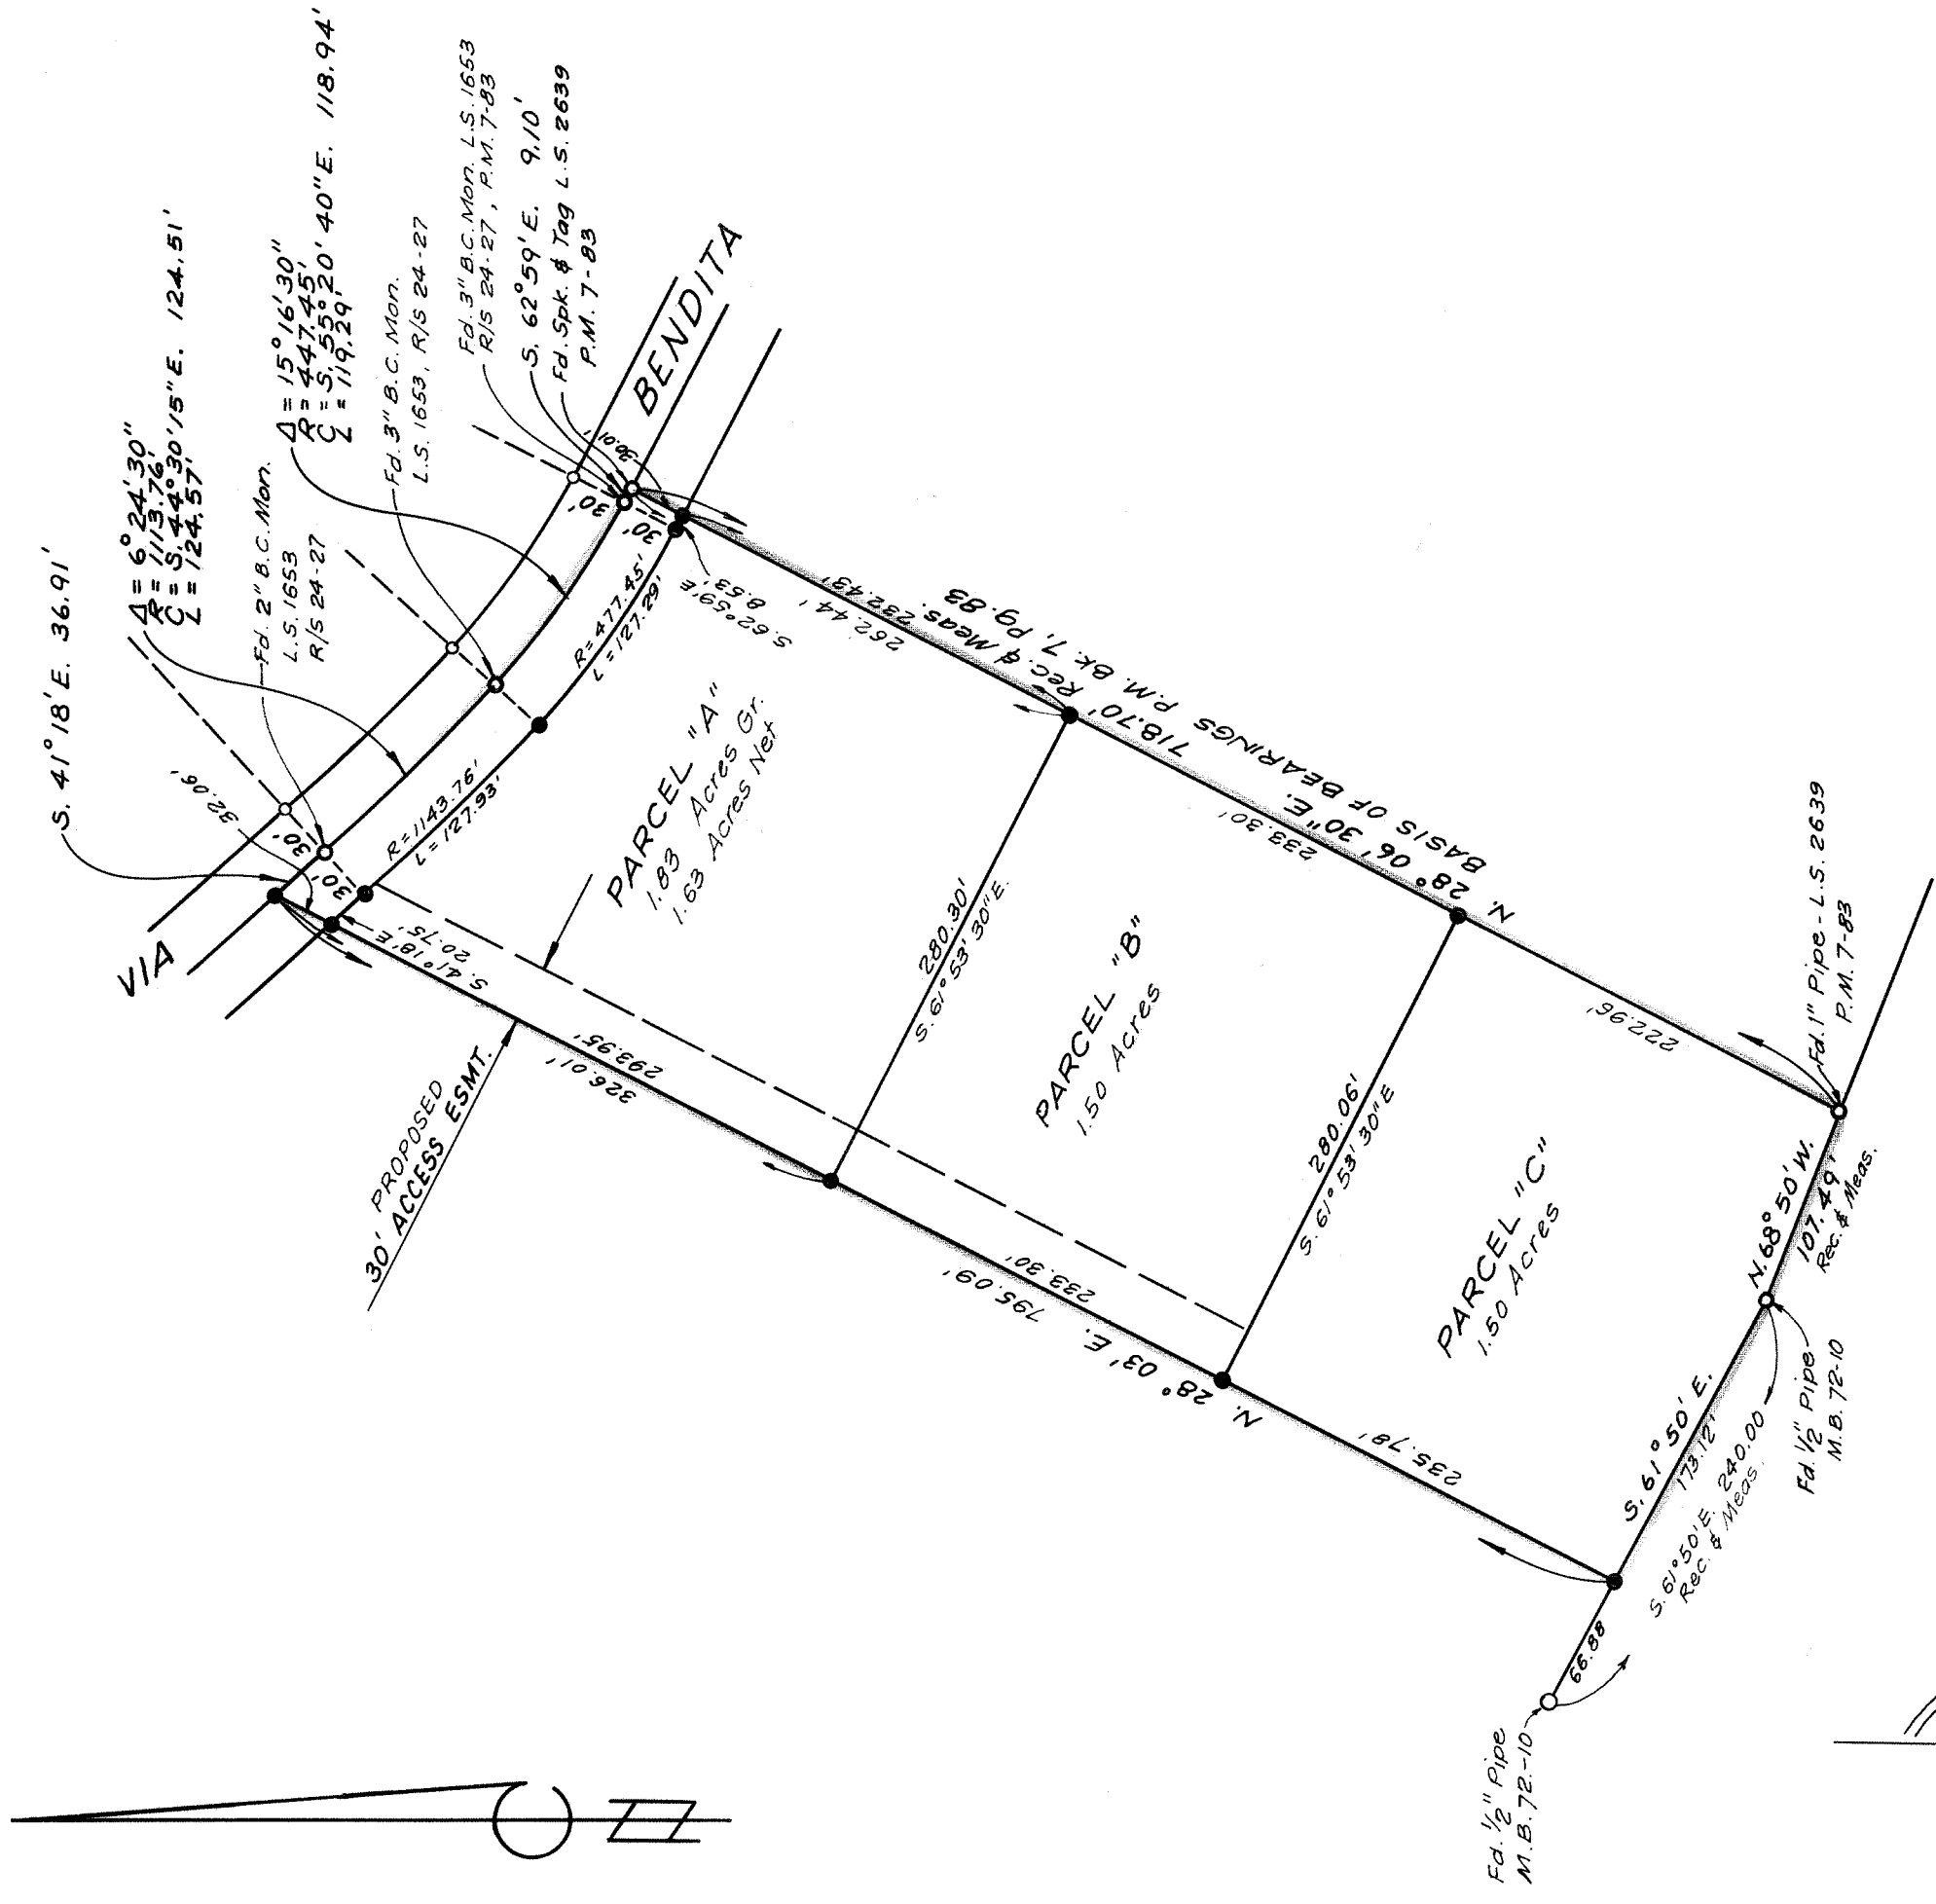 S. 41° 18' E. 36.91'
Δ = 6° 24' 30"
R = 1113.76'
C = S. 44° 30' 15" E. 124.51'
L = 124.57'
Fd. 2" B.C. Mon.
L.S. 1653
R/S 24-27
Δ = 15° 16' 30"
R = 447.45'
C = S. 55° 20' 40" E. 118.94'
L = 119.29'
Fd. 3" B.C. Mon.
L.S. 1653, R/S 24-27
Fd. 3" B.C. Mon. L.S. 1653
R/S 24-27, P.M. 7-83
S. 62° 59' E. 9.10'
Fd. Spk. & Tag L.S. 2639
P.M. 7-83
VIA
BENDITA
32.06'
30'
30'
30'
30'
30.01'
R = 1143.76'
L = 127.93'
R = 477.45'
L = 127.29'
S. 62° 59' E
8.53'
S. 41° 18' E
20.75'
PARCEL "A"
1.83 Acres Gr.
1.63 Acres Net
262.44'
232.43'
N. 28° 06' 30" E. 718.70' Rec. & Meas.
BASIS OF BEARINGS P.M. Bk. 7, Pg. 83
PROPOSED
30' ACCESS ESMT.
293.95'
326.01'
280.30'
S. 61° 53' 30" E.
PARCEL "B"
1.50 Acres
233.30'
233.30'
N. 28° 03' E. 795.09'
280.06'
S. 61° 53' 30" E
PARCEL "C"
1.50 Acres
222.96'
235.78'
Fd. 1" Pipe - L.S. 2639
P.M. 7-83
N. 68° 50' W.
107.49'
Rec. & Meas.
S. 61° 50' E.
173.12'
S. 61° 50' E. 240.00
Rec. & Meas.
Fd. 1/2" Pipe
M.B. 72-10
66.88
Fd. 1/2" Pipe
M.B. 72-10
N